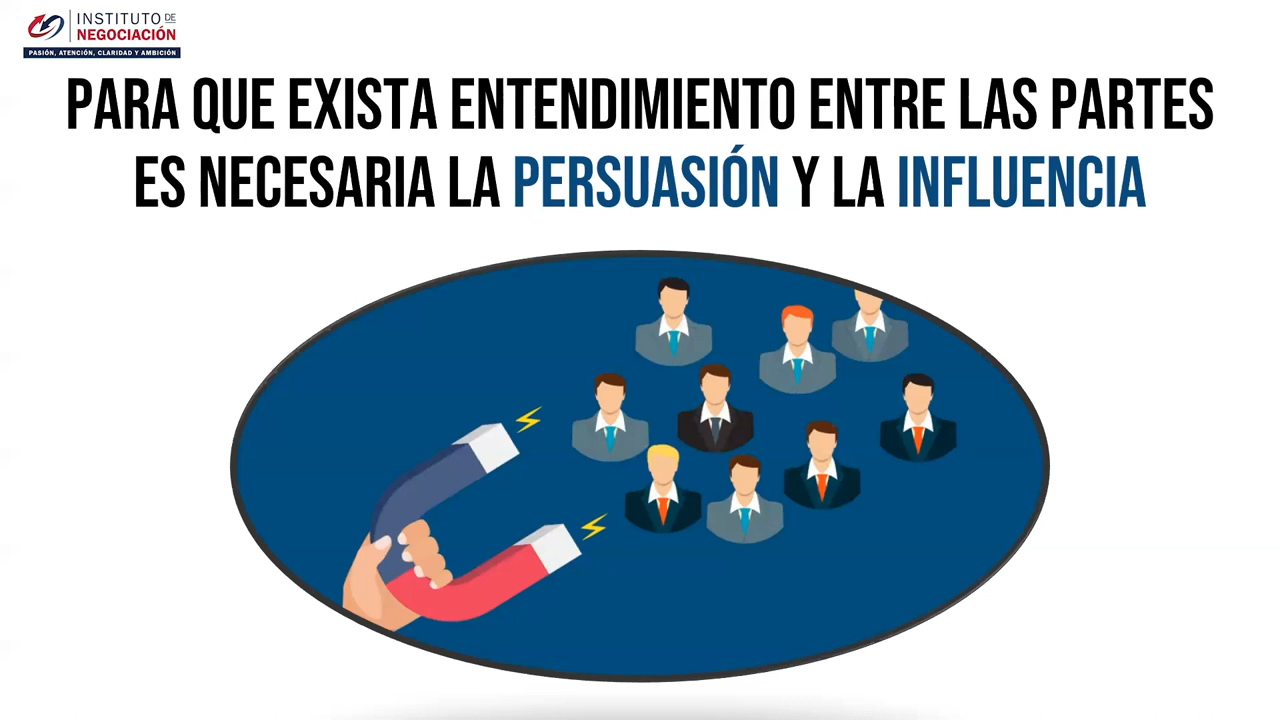 INSTITUTO DE
NEGOCIACIÓN
PASIÓN, ATENCIÓN, CLARIDAD Y AMBICIÓN
PARA QUE EXISTA ENTENDIMIENTO ENTRE LAS PARTES
ES NECESARIA LA PERSUASIÓN Y LA INFLUENCIA